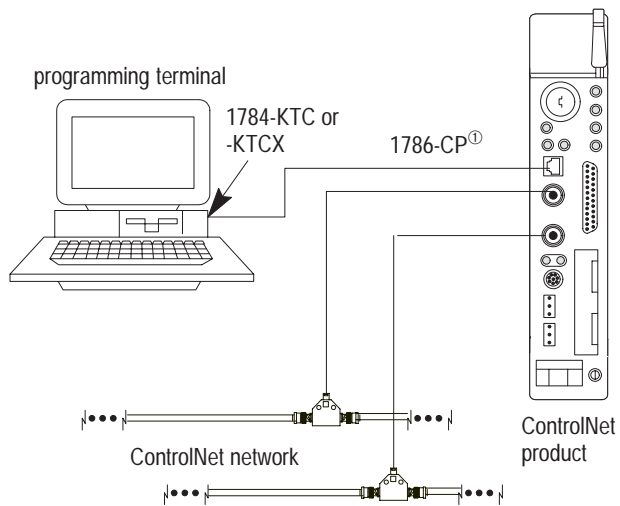 programming terminal
1784-KTC or
-KTCX
1786-CP①
ControlNet network
ControlNet
product